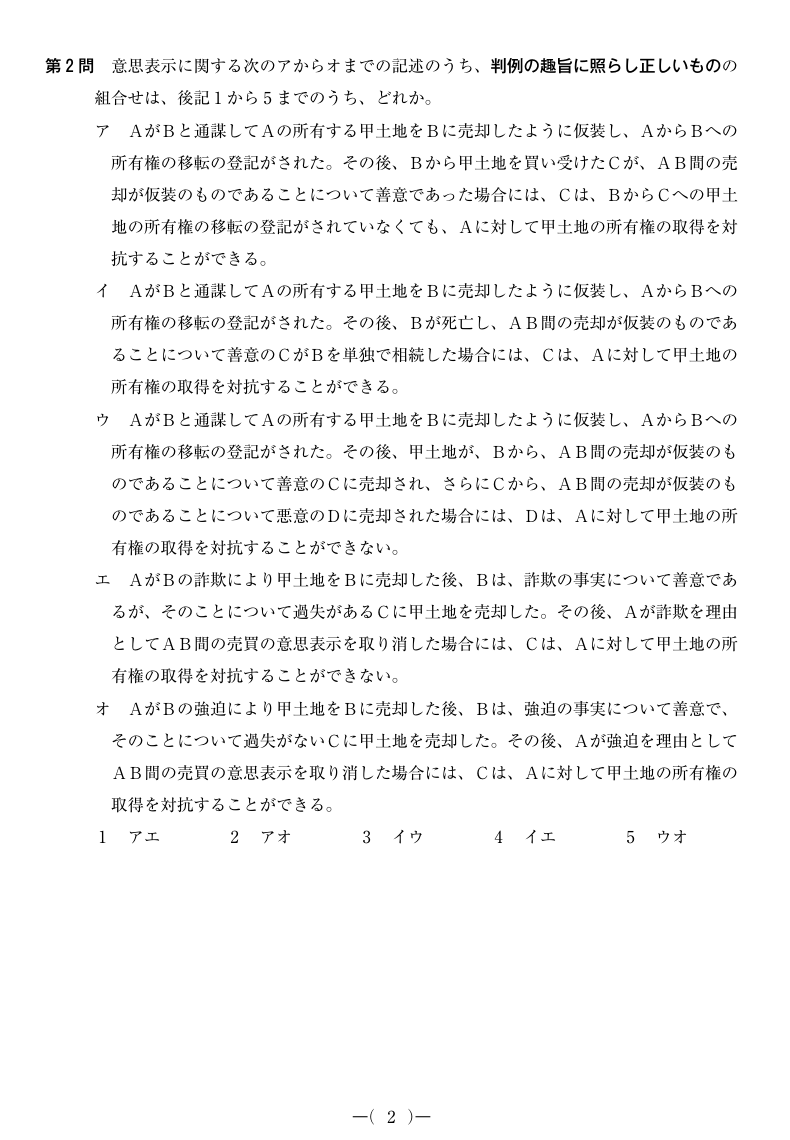 第２問　意思表示に関する次のアからオまでの記述のうち、判例の趣旨に照らし正しいものの
組合せは、後記１から５までのうち、どれか。
ア　ＡがＢと通謀してＡの所有する甲土地をＢに売却したように仮装し、ＡからＢへの
所有権の移転の登記がされた。その後、Ｂから甲土地を買い受けたＣが、ＡＢ間の売
却が仮装のものであることについて善意であった場合には、Ｃは、ＢからＣへの甲土
地の所有権の移転の登記がされていなくても、Ａに対して甲土地の所有権の取得を対
抗することができる。
イ　ＡがＢと通謀してＡの所有する甲土地をＢに売却したように仮装し、ＡからＢへの
所有権の移転の登記がされた。その後、Ｂが死亡し、ＡＢ間の売却が仮装のものであ
ることについて善意のＣがＢを単独で相続した場合には、Ｃは、Ａに対して甲土地の
所有権の取得を対抗することができる。
ウ　ＡがＢと通謀してＡの所有する甲土地をＢに売却したように仮装し、ＡからＢへの
所有権の移転の登記がされた。その後、甲土地が、Ｂから、ＡＢ間の売却が仮装のも
のであることについて善意のＣに売却され、さらにＣから、ＡＢ間の売却が仮装のも
のであることについて悪意のＤに売却された場合には、Ｄは、Ａに対して甲土地の所
有権の取得を対抗することができない。
エ　ＡがＢの詐欺により甲土地をＢに売却した後、Ｂは、詐欺の事実について善意であ
るが、そのことについて過失があるＣに甲土地を売却した。その後、Ａが詐欺を理由
としてＡＢ間の売買の意思表示を取り消した場合には、Ｃは、Ａに対して甲土地の所
有権の取得を対抗することができない。
オ　ＡがＢの強迫により甲土地をＢに売却した後、Ｂは、強迫の事実について善意で、
そのことについて過失がないＣに甲土地を売却した。その後、Ａが強迫を理由として
ＡＢ間の売買の意思表示を取り消した場合には、Ｃは、Ａに対して甲土地の所有権の
取得を対抗することができる。
１　アエ　２　アオ　３　イウ　４　イエ　５　ウオ
―( 2 )―